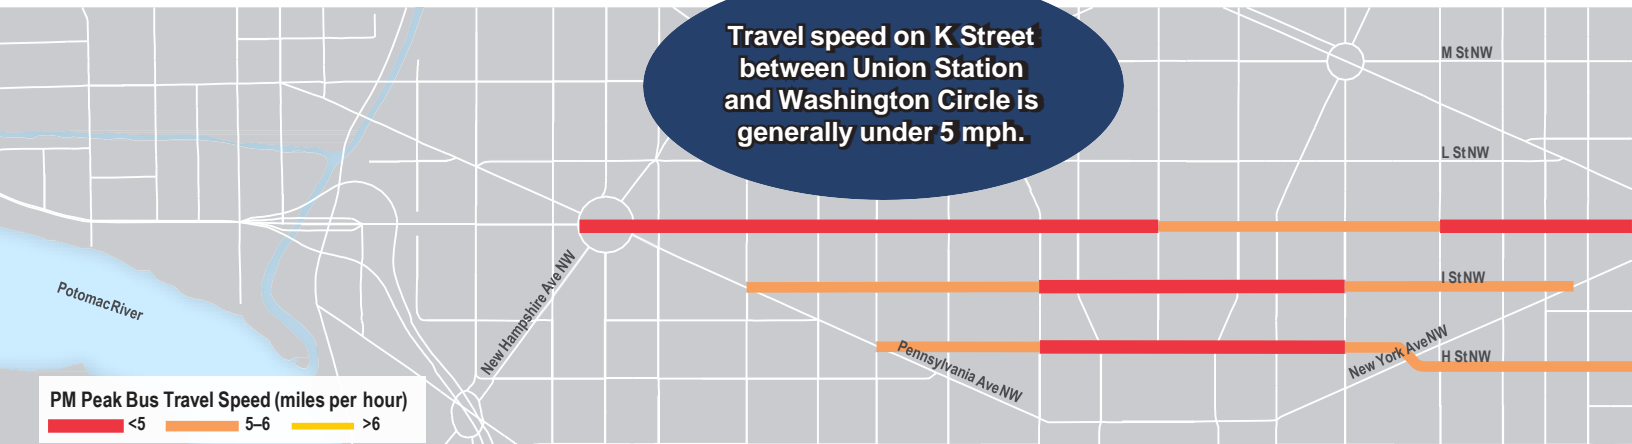 Travel speed on K Street
between Union Station
and Washington Circle is
generally under 5 mph.
M St NW
L St NW
I St NW
New Hampshire Ave NW
Potomac River
Pennsylvania Ave NW
New York Ave NW
H St NW
PM Peak Bus Travel Speed (miles per hour)
<5 5–6 >6